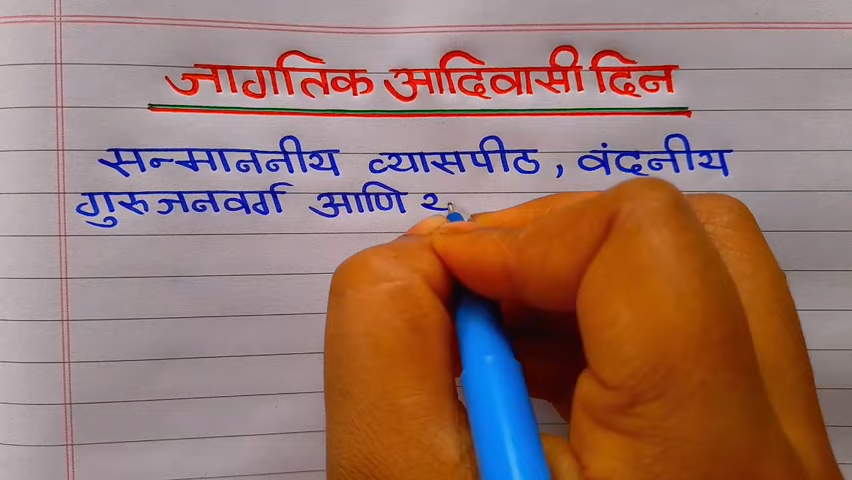 जागतिक आदिवासी दिन
सन्माननीय व्यासपीठ, वंदनीय
गुरुजनवर्ग आणि